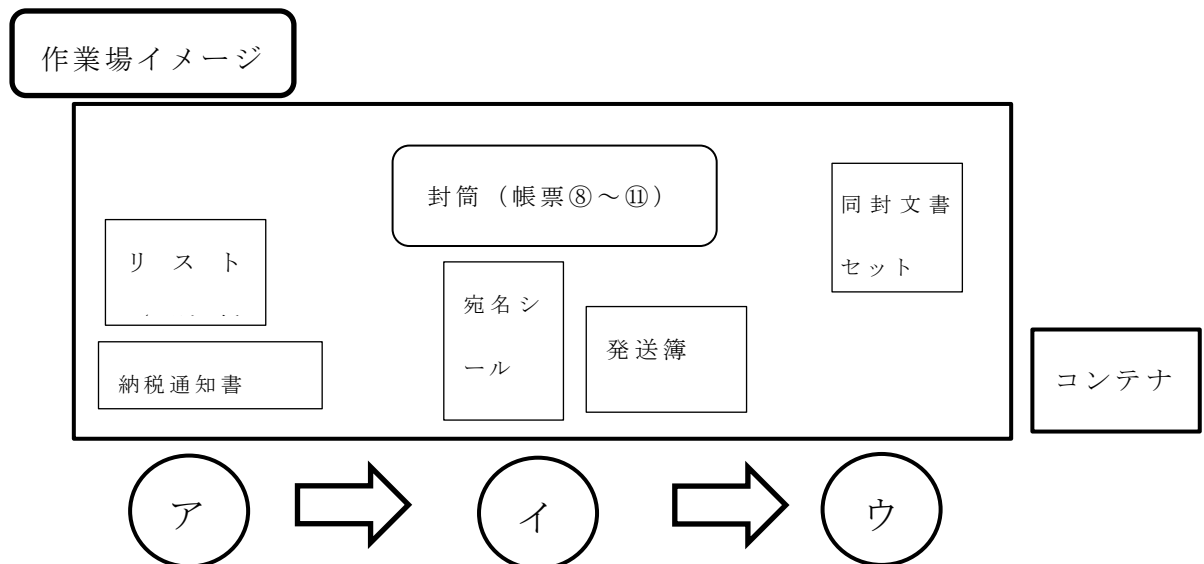 作業場イメージ
封筒（帳票⑧～⑪）
同封文書
セット
リスト
宛名シ
ール
発送簿
納税通知書
コンテナ
ア
イ
ウ